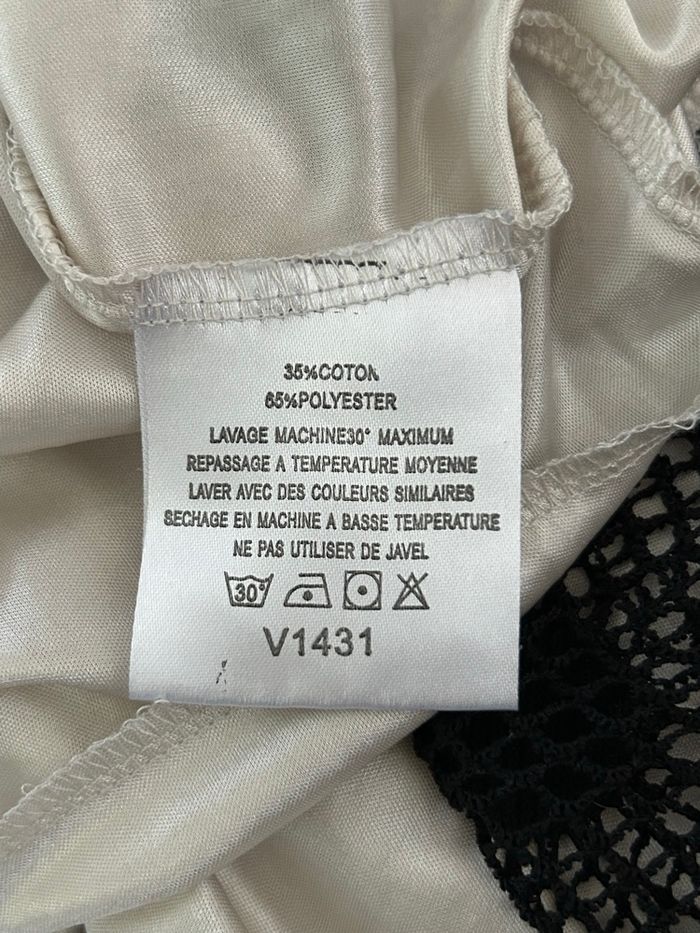 35%COTON
65%POLYESTER
LAVAGE MACHINE30° MAXIMUM
REPASSAGE A TEMPERATURE MOYENNE
LAVER AVEC DES COULEURS SIMILAIRES
SECHAGE EN MACHINE A BASSE TEMPERATURE
NE PAS UTILISER DE JAVEL
30°
V1431